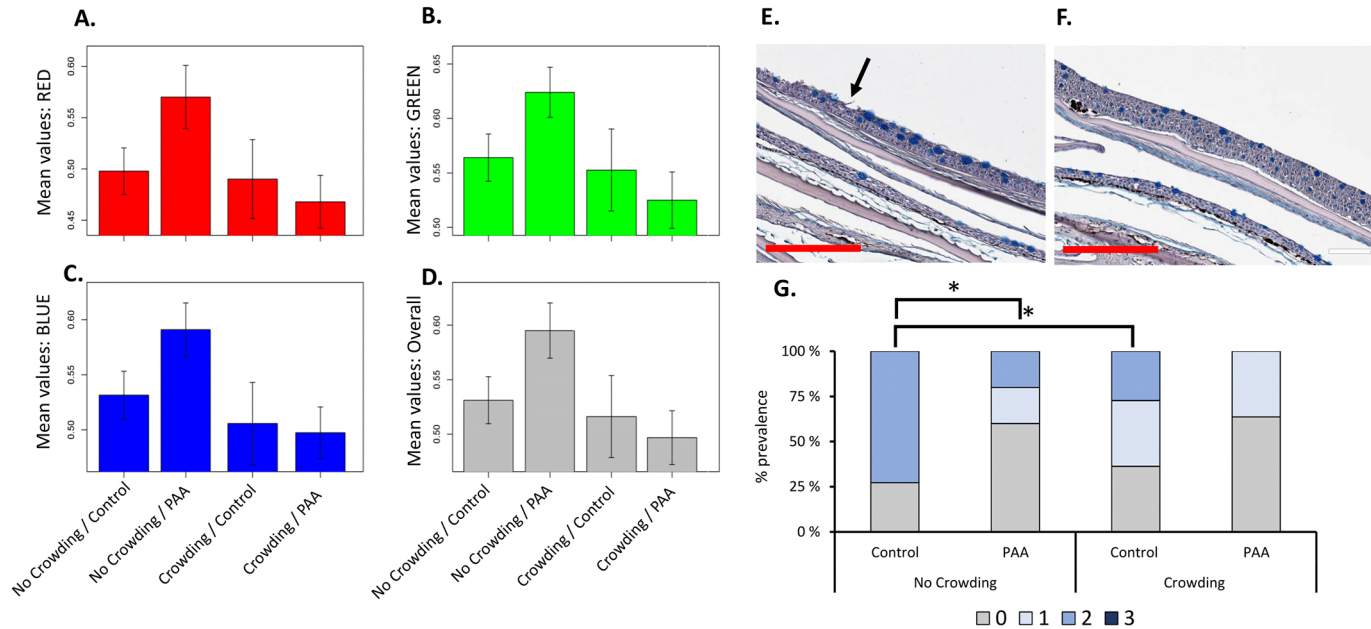 A.
Mean values: RED
0.60
0.55
0.50
0.45
B.
Mean values: GREEN
0.65
0.60
0.55
0.50
C.
Mean values: BLUE
0.60
0.55
0.50
No Crowding / Control
No Crowding / PAA
Crowding / Control
Crowding / PAA
D.
Mean values: Overall
0.60
0.55
0.50
No Crowding / Control
No Crowding / PAA
Crowding / Control
Crowding / PAA
E.
F.
G.
*
*
% prevalence
100 %
75 %
50 %
25 %
0 %
Control
PAA
Control
PAA
No Crowding
Crowding
0 1 2 3